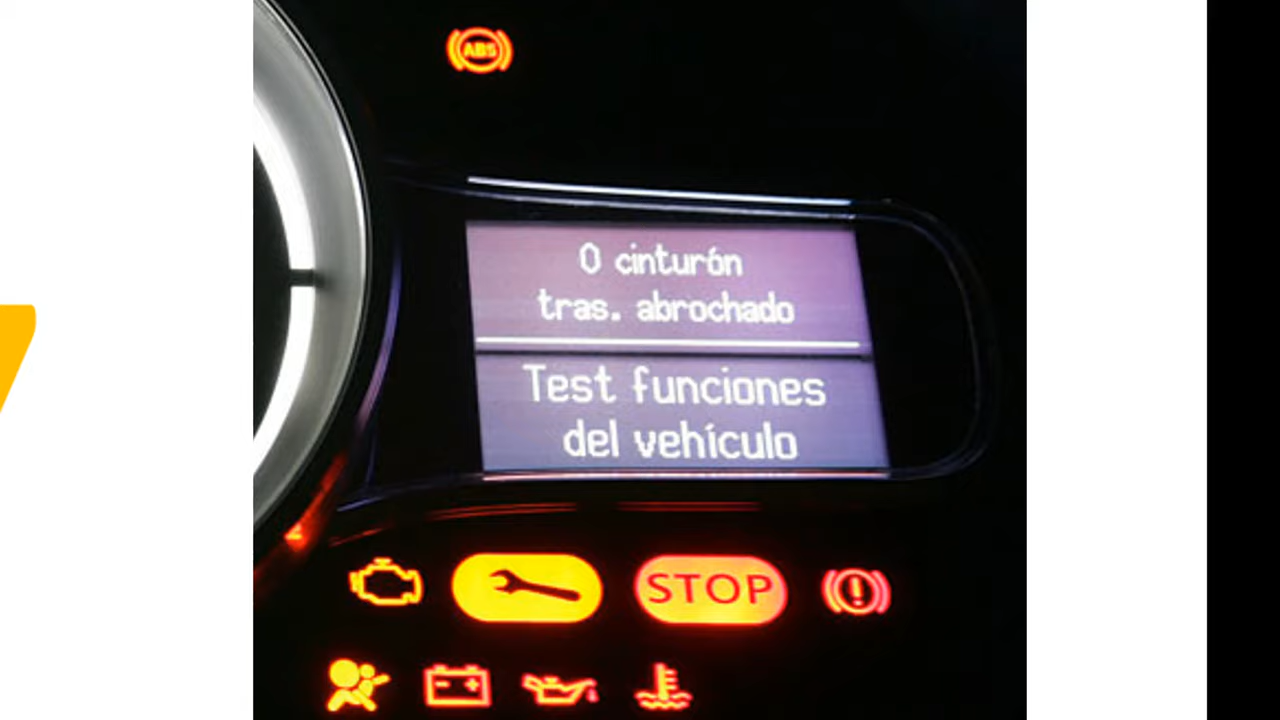 ABS
0 cinturón
tras. abrochado
Test funciones
del vehículo
STOP